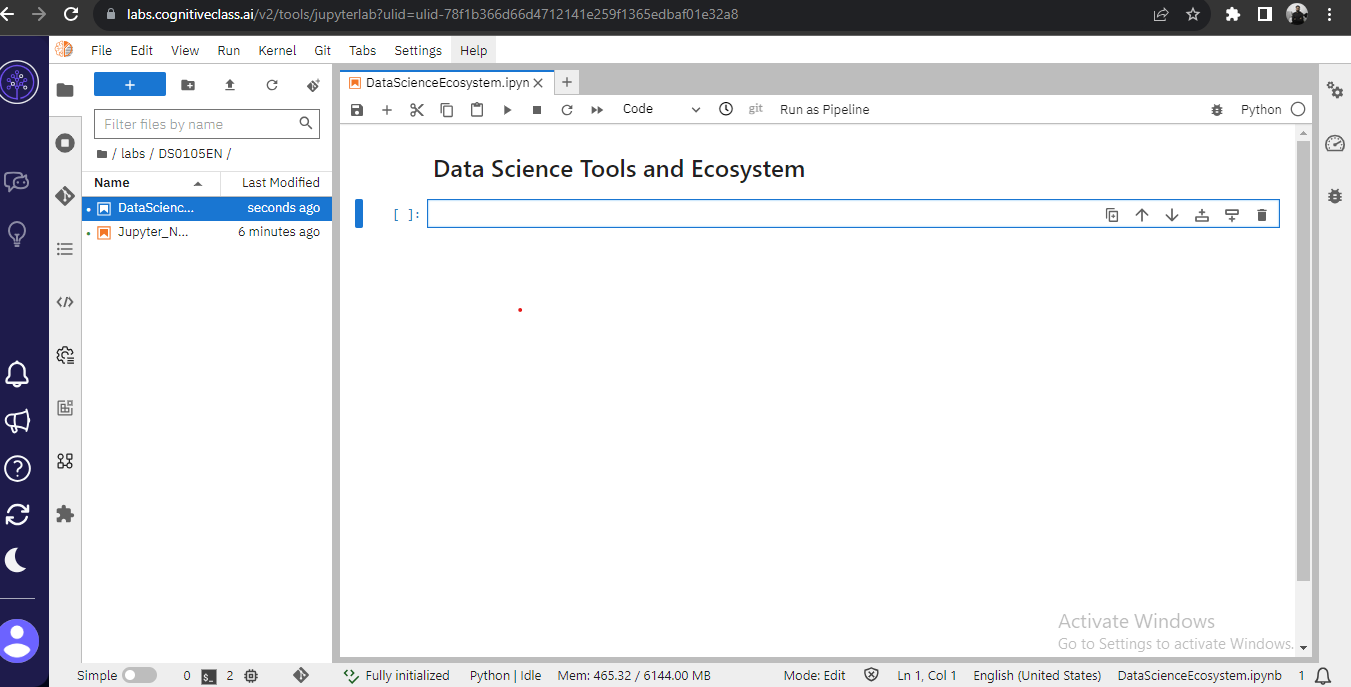 labs.cognitiveclass.ai/v2/tools/jupyterlab?ulid=ulid-78f1b366d66d4712141e259f1365edbaf01e32a8
File Edit View Run Kernel Git Tabs Settings Help
+
DataScienceEcosystem.ipyn × +
Filter files by name
Code git Run as Pipeline Python
/ labs / DS0105EN /
Name Last Modified
DataScienc... seconds ago
Jupyter_N... 6 minutes ago
Data Science Tools and Ecosystem
[ ]:
Activate Windows
Go to Settings to activate Windows.
Simple 0 $_ 2 Fully initialized Python | Idle Mem: 465.32 / 6144.00 MB Mode: Edit Ln 1, Col 1 English (United States) DataScienceEcosystem.ipynb 1